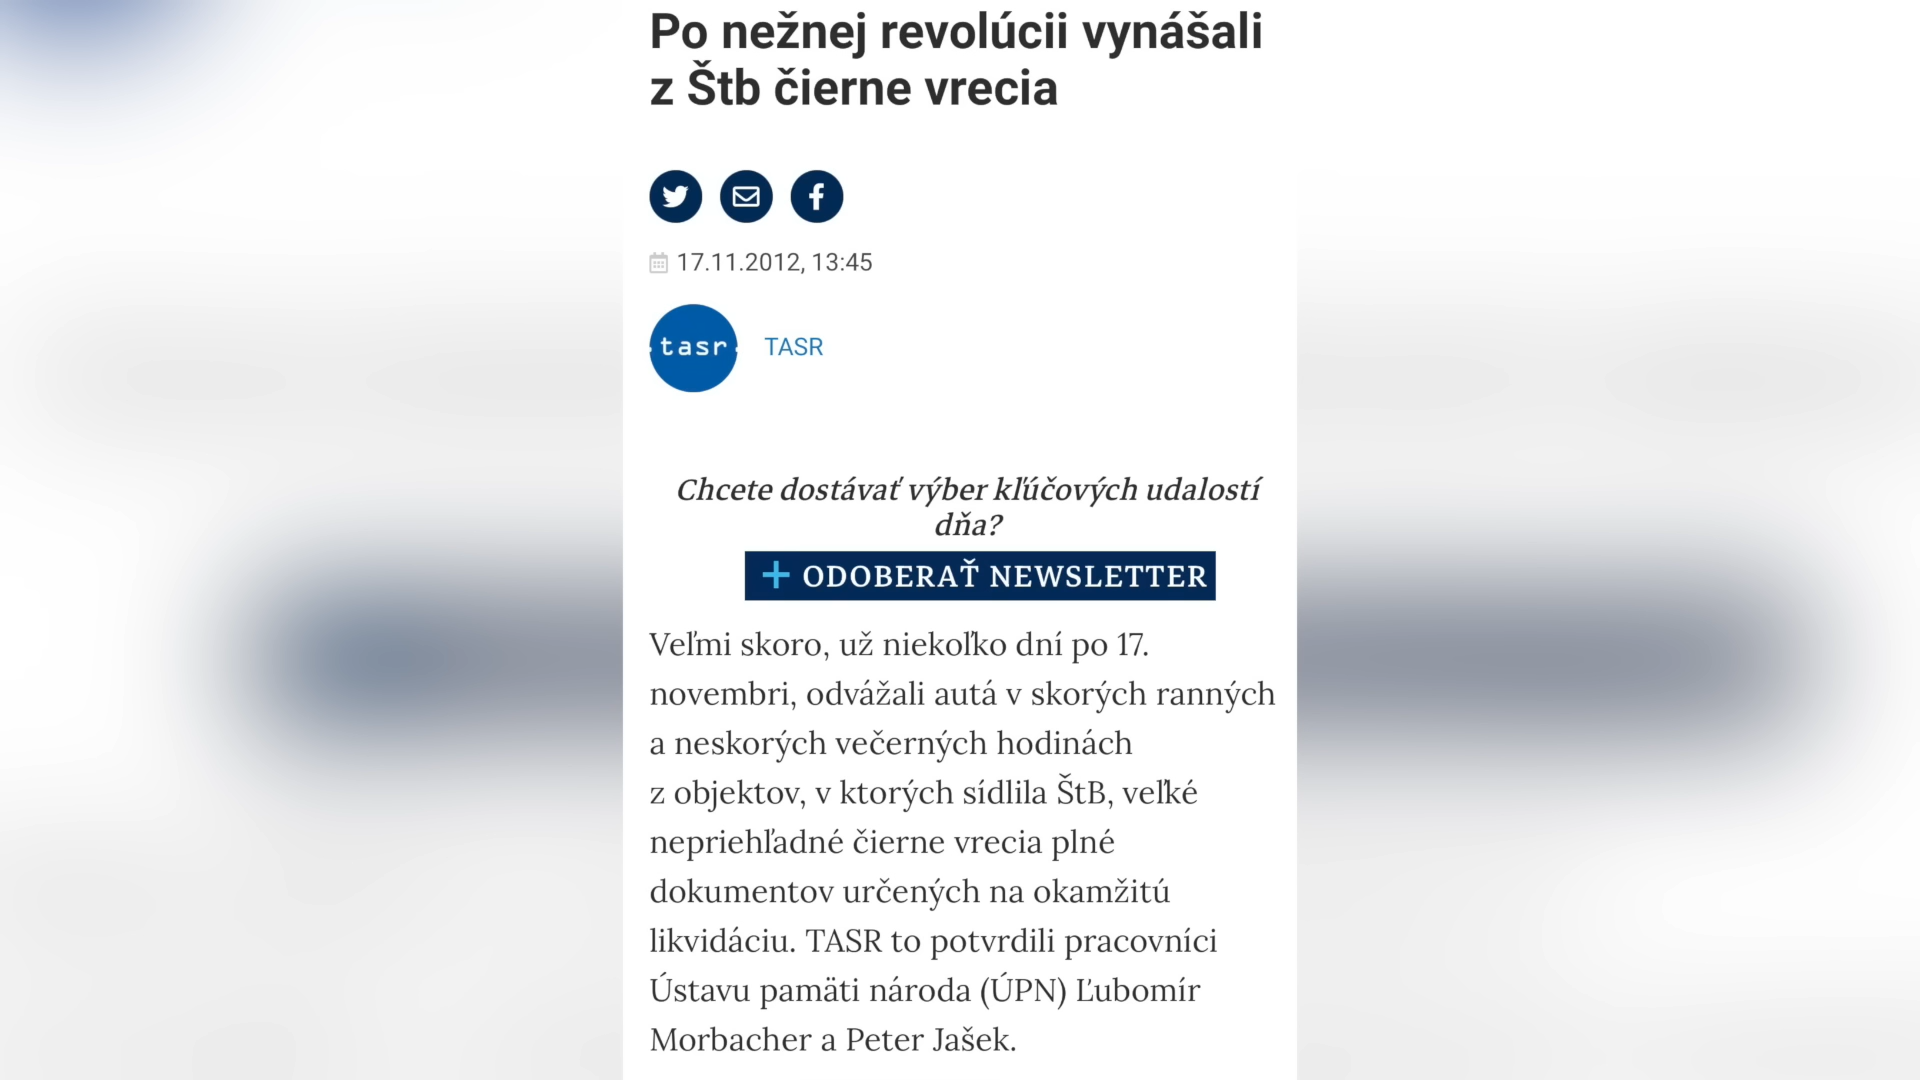 Po nežnej revolúcii vynášali
z Štb čierne vrecia
17.11.2012, 13:45
tasr
TASR
Chcete dostávať výber kľúčových udalostí
dňa?
+ ODOBERAŤ NEWSLETTER
Veľmi skoro, už niekoľko dní po 17.
novembri, odvážali autá v skorých ranných
a neskorých večerných hodinách
z objektov, v ktorých sídlila ŠtB, veľké
nepriehľadné čierne vrecia plné
dokumentov určených na okamžitú
likvidáciu. TASR to potvrdili pracovníci
Ústavu pamäti národa (ÚPN) Ľubomír
Morbacher a Peter Jašek.